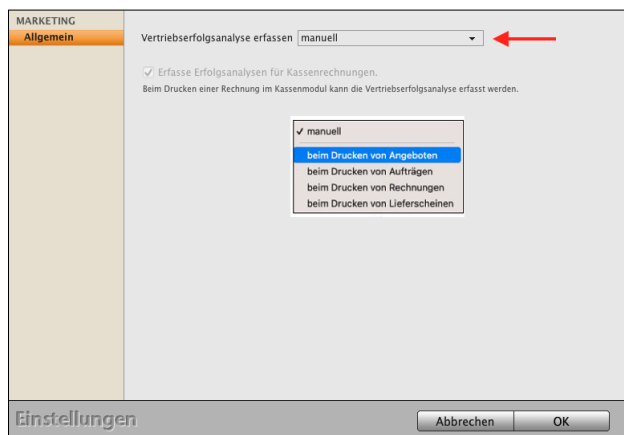 MARKETING
Allgemein
Vertriebserfolgsanalyse erfassen manuell
Erfasse Erfolgsanalysen für Kassenrechnungen.
Beim Drucken einer Rechnung im Kassenmodul kann die Vertriebserfolgsanalyse erfasst werden.
✓ manuell
beim Drucken von Angeboten
beim Drucken von Aufträgen
beim Drucken von Rechnungen
beim Drucken von Lieferscheinen
Einstellungen
Abbrechen OK